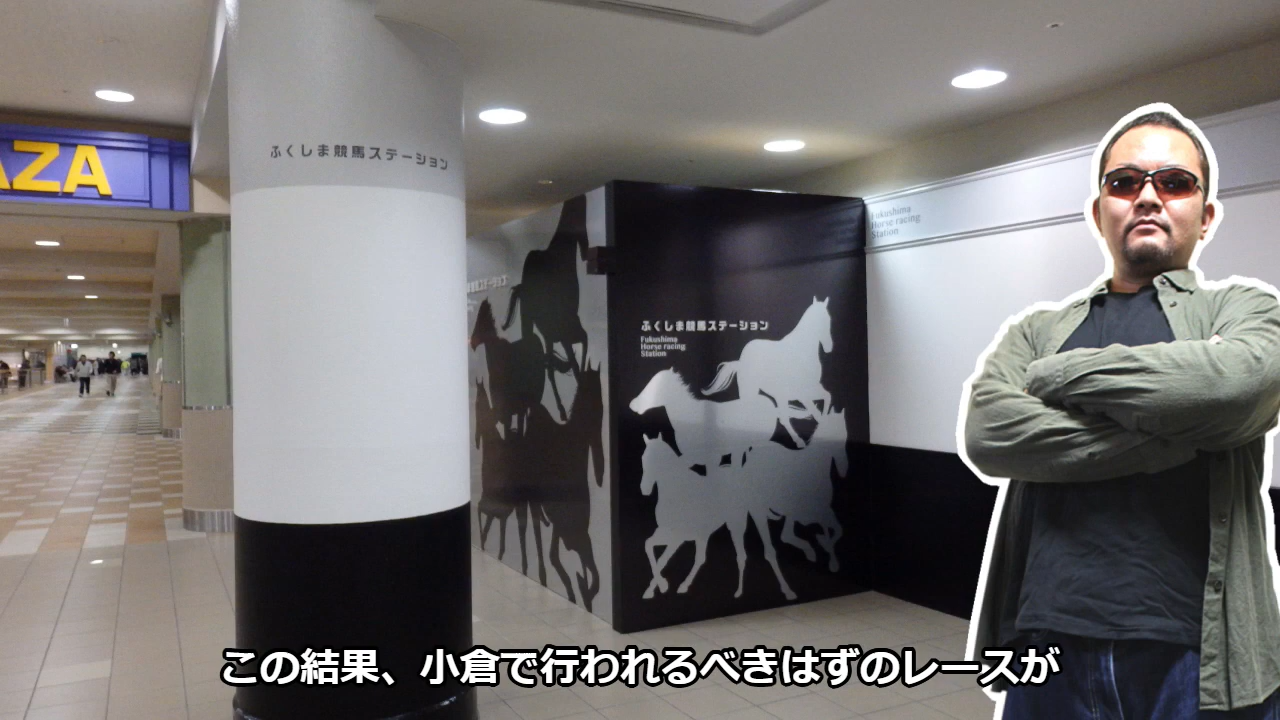 AZA
ふくしま競馬ステーション
Fukushima
Horse racing
Station
ふくしま競馬ステーション
Fukushima
Horse racing
Station
この結果、小倉で行われるべきはずのレースが